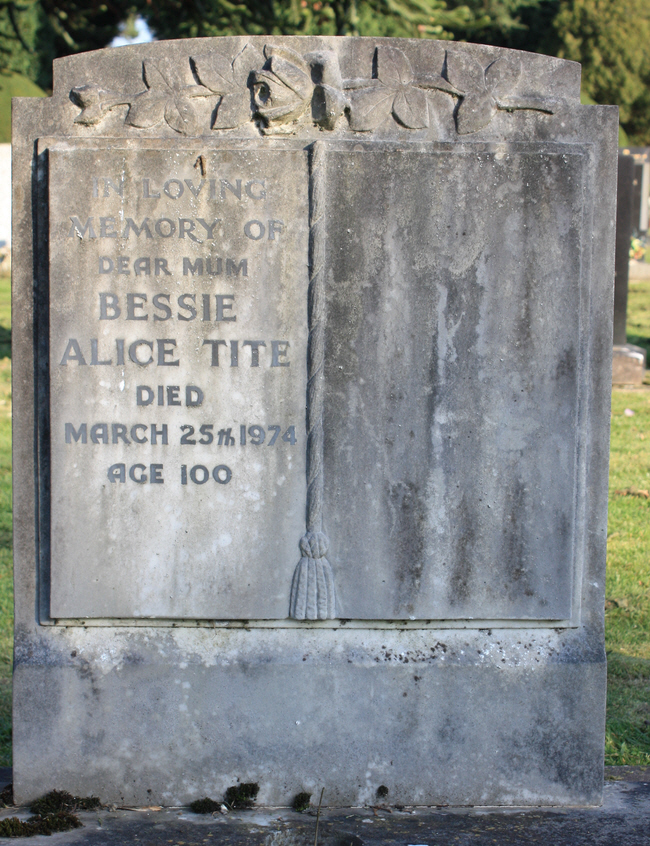 IN LOVING
MEMORY OF
DEAR MUM
BESSIE
ALICE TITE
DIED
MARCH 25TH 1974
AGE 100